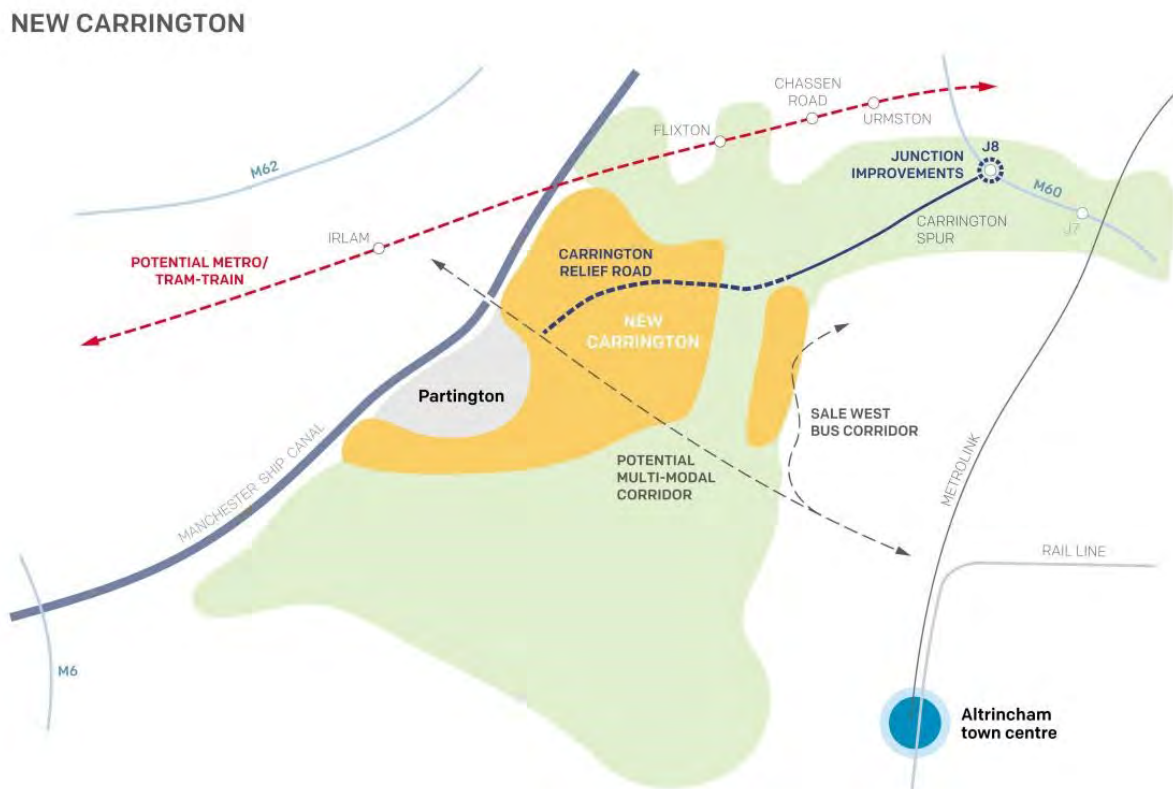 NEW CARRINGTON
M62
CHASSEN
ROAD
URMSTON
FLIXTON
JUNCTION
IMPROVEMENTS
J8
M60
J7
CARRINGTON
SPUR
IRLAM
POTENTIAL METRO/
TRAM-TRAIN
CARRINGTON
RELIEF ROAD
NEW
CARRINGTON
Partington
SALE WEST
BUS CORRIDOR
POTENTIAL
MULTI-MODAL
CORRIDOR
MANCHESTER SHIP CANAL
METROLINK
RAIL LINE
M6
Altrincham
town centre